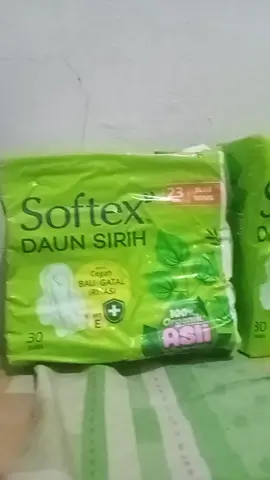 Softex
DAUN SIRIH
23
Cegah
BAU, GATAL
IRITASI
E
100%
Asli
30
30